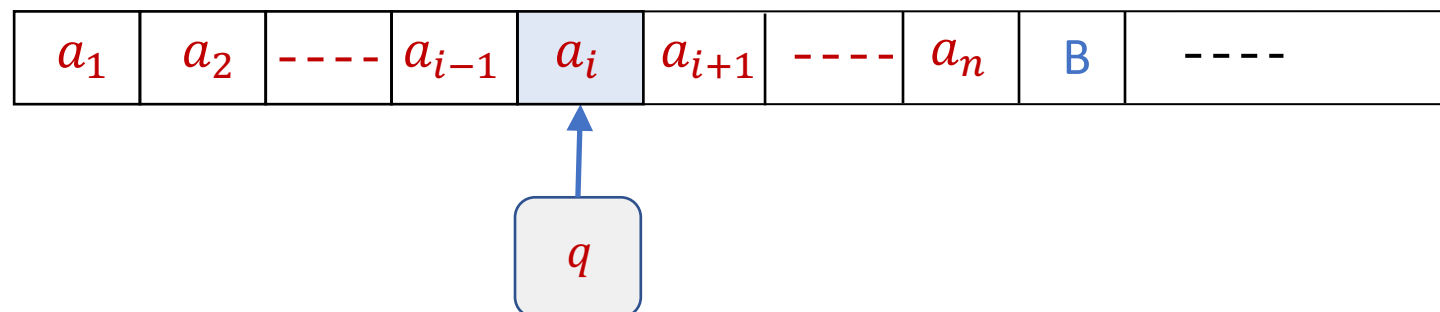 a₁ a₂ ---- aᵢ₋₁ aᵢ aᵢ₊₁ ---- aₙ B ----
q